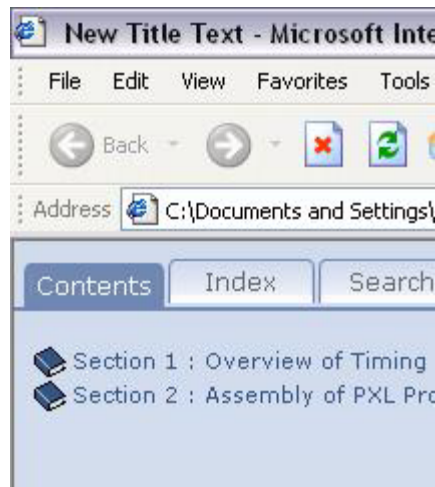 New Title Text - Microsoft Inte
File Edit View Favorites Tools
Back
Address C:\Documents and Settings\
Contents Index Search
Section 1 : Overview of Timing
Section 2 : Assembly of PXL Pro